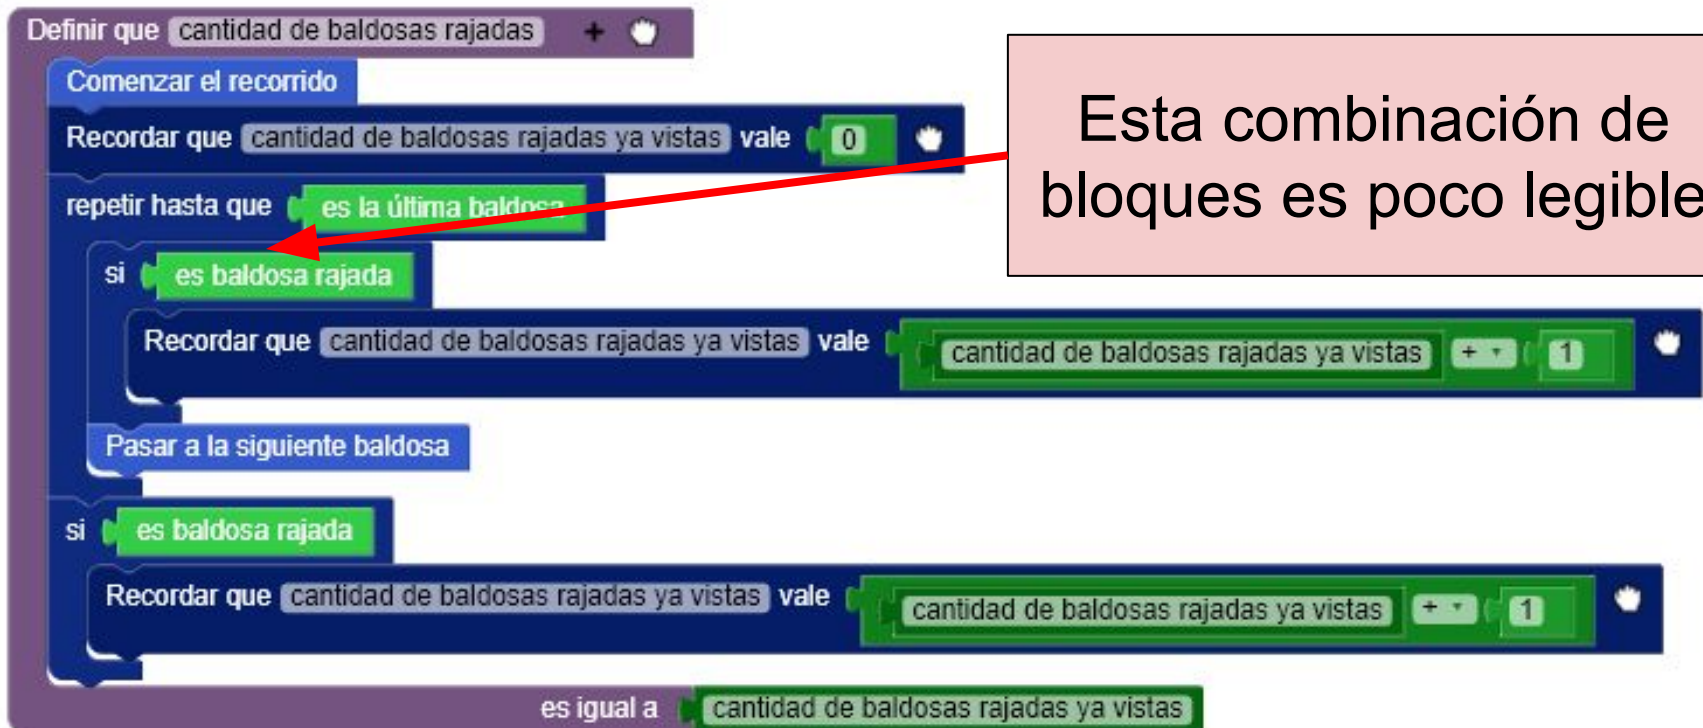 Definir que cantidad de baldosas rajadas +
Comenzar el recorrido
Recordar que cantidad de baldosas rajadas ya vistas vale 0
repetir hasta que es la última baldosa
si es baldosa rajada
Recordar que cantidad de baldosas rajadas ya vistas vale cantidad de baldosas rajadas ya vistas + 1
Pasar a la siguiente baldosa
si es baldosa rajada
Recordar que cantidad de baldosas rajadas ya vistas vale cantidad de baldosas rajadas ya vistas + 1
es igual a cantidad de baldosas rajadas ya vistas
Esta combinación de
bloques es poco legible